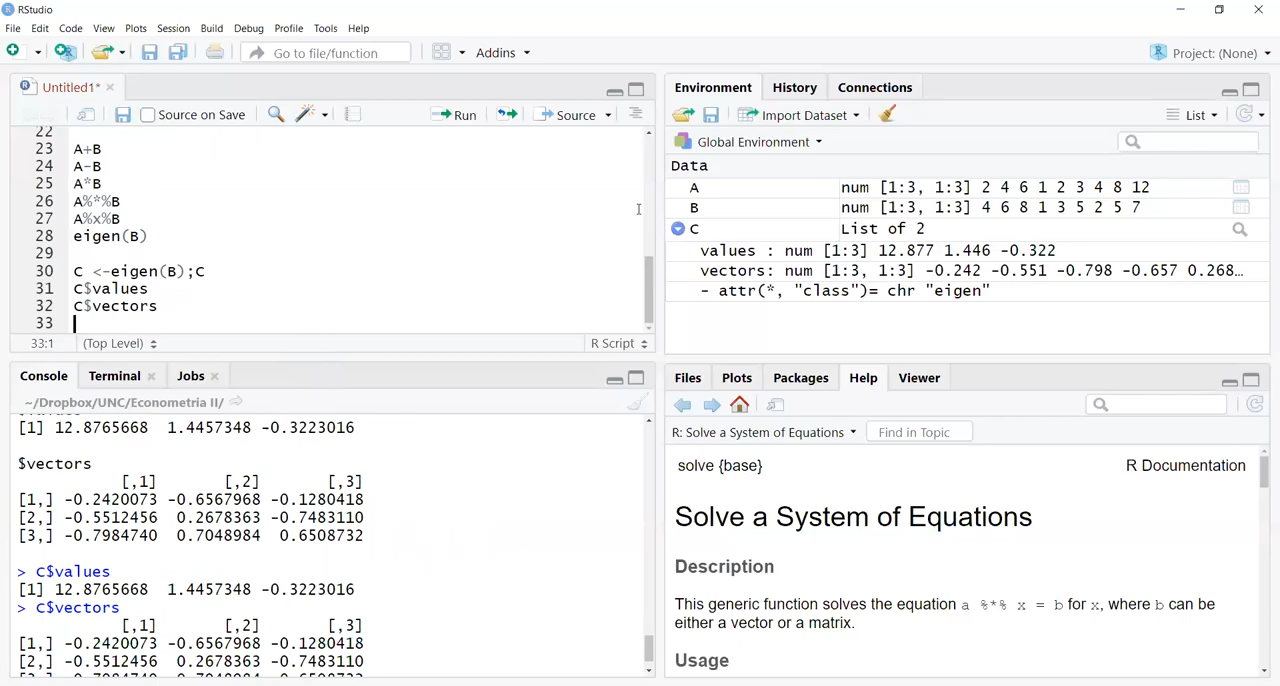 RStudio
File Edit Code View Plots Session Build Debug Profile Tools Help
Go to file/function Addins Project: (None)
Untitled1*
Source on Save Run Source
22
23 A+B
24 A-B
25 A*B
26 A%*%B
27 A%x%B
28 eigen(B)
29
30 C <-eigen(B);C
31 C$values
32 C$vectors
33
33:1 (Top Level) R Script
Console Terminal Jobs
~/Dropbox/UNC/Econometria II/
[1] 12.8765668 1.4457348 -0.3223016
$vectors
[,1] [,2] [,3]
[1,] -0.2420073 -0.6567968 -0.1280418
[2,] -0.5512456 0.2678363 -0.7483110
[3,] -0.7984740 0.7048984 0.6508732
> C$values
[1] 12.8765668 1.4457348 -0.3223016
> C$vectors
[,1] [,2] [,3]
[1,] -0.2420073 -0.6567968 -0.1280418
[2,] -0.5512456 0.2678363 -0.7483110
Environment History Connections
Import Dataset List
Global Environment
Data
A num [1:3, 1:3] 2 4 6 1 2 3 4 8 12
B num [1:3, 1:3] 4 6 8 1 3 5 2 5 7
C List of 2
values : num [1:3] 12.877 1.446 -0.322
vectors: num [1:3, 1:3] -0.242 -0.551 -0.798 -0.657 0.268…
- attr(*, "class")= chr "eigen"
Files Plots Packages Help Viewer
R: Solve a System of Equations Find in Topic
solve {base} R Documentation
Solve a System of Equations
Description
This generic function solves the equation a %*% x = b for x, where b can be
either a vector or a matrix.
Usage